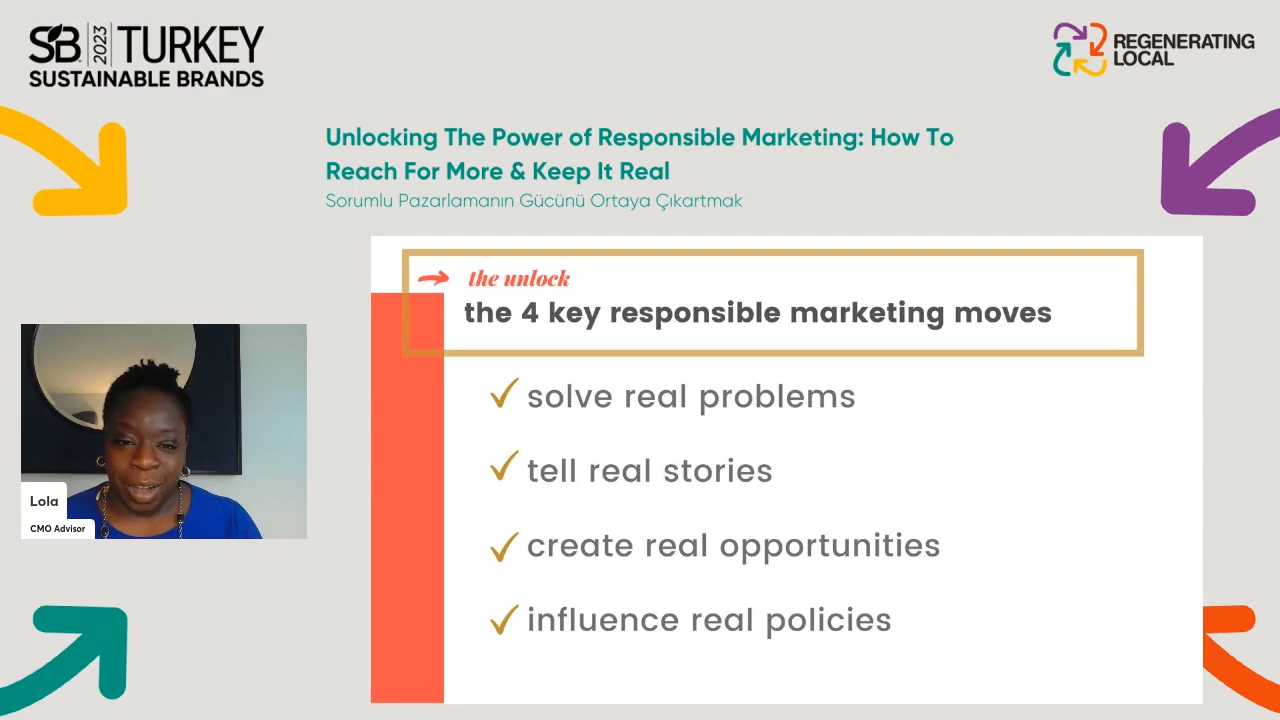 SB 2023 TURKEY
SUSTAINABLE BRANDS
REGENERATING
LOCAL
Unlocking The Power of Responsible Marketing: How To
Reach For More & Keep It Real
Sorumlu Pazarlamanın Gücünü Ortaya Çıkartmak
the unlock
the 4 key responsible marketing moves
solve real problems
tell real stories
create real opportunities
influence real policies
Lola
CMO Advisor